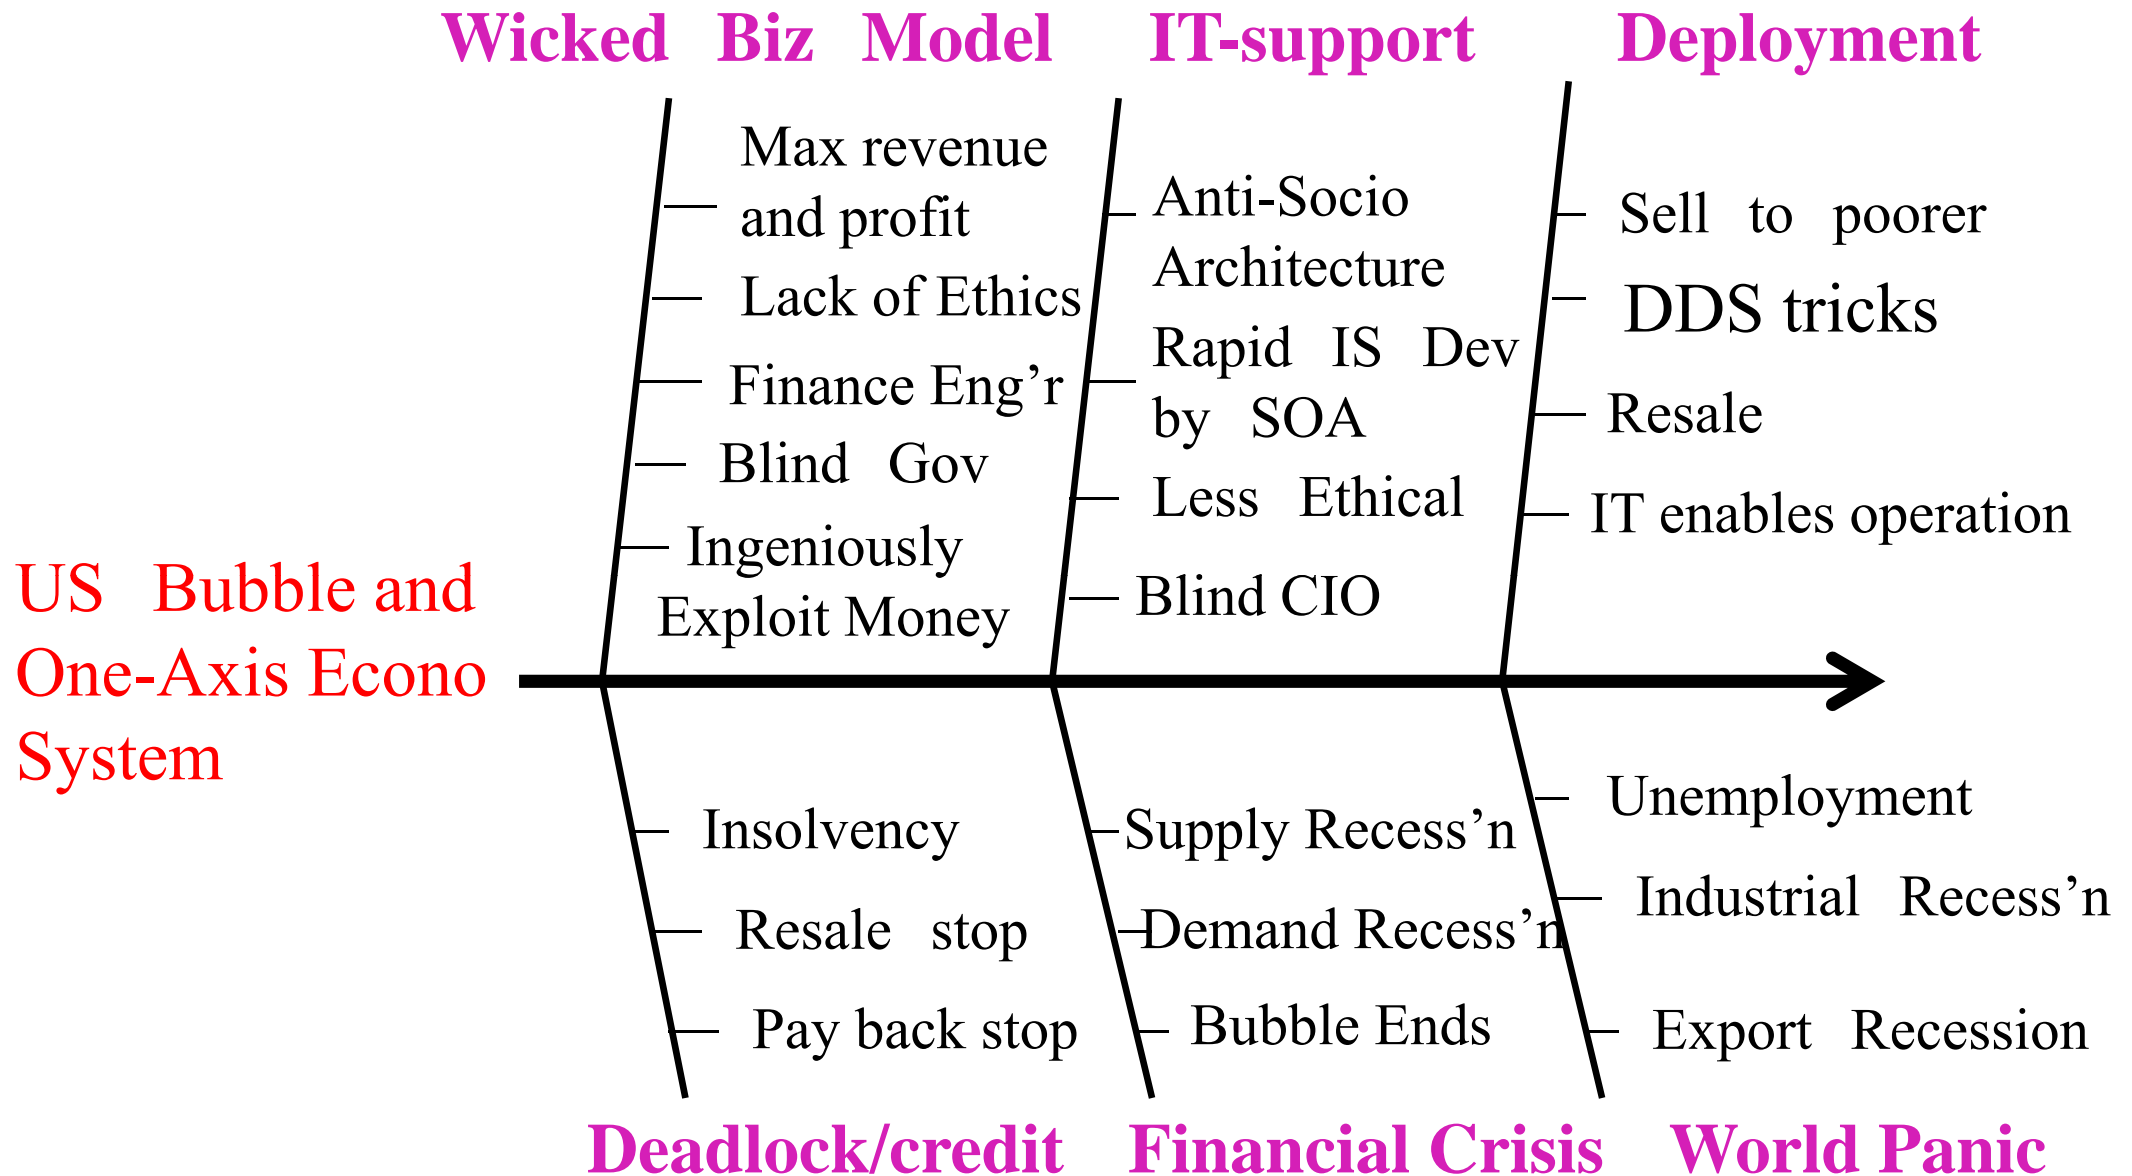 Wicked Biz Model
IT-support
Deployment
Max revenue
and profit
Lack of Ethics
Finance Eng’r
Blind Gov
Ingeniously
Exploit Money
Anti-Socio
Architecture
Rapid IS Dev
by SOA
Less Ethical
Blind CIO
Sell to poorer
DDS tricks
Resale
IT enables operation
US Bubble and
One-Axis Econo
System
Insolvency
Resale stop
Pay back stop
Supply Recess’n
Demand Recess’n
Bubble Ends
Unemployment
Industrial Recess’n
Export Recession
Deadlock/credit
Financial Crisis
World Panic